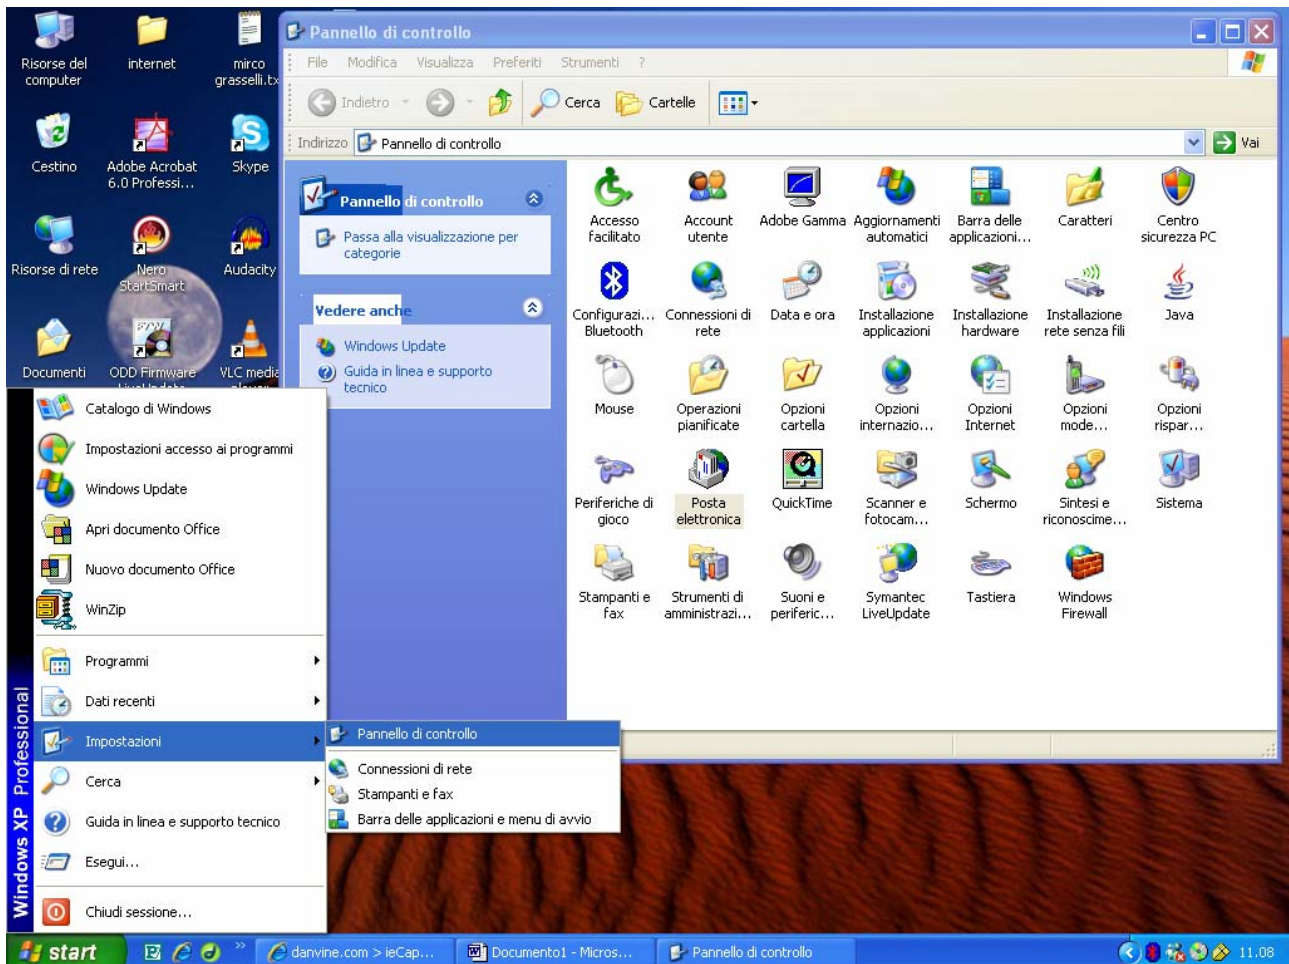 Risorse del
computer
internet
mirco
grasselli.tx
Cestino
Adobe Acrobat
6.0 Professi...
Skype
Risorse di rete
Nero
StartSmart
Audacity
Documenti
ODD Firmware
VLC media
Pannello di controllo
File Modifica Visualizza Preferiti Strumenti ?
Indietro Cerca Cartelle
Indirizzo Pannello di controllo Vai
Pannello di controllo
Passa alla visualizzazione per
categorie
Vedere anche
Windows Update
Guida in linea e supporto
tecnico
Accesso
facilitato
Account
utente
Adobe Gamma
Aggiornamenti
automatici
Barra delle
applicazioni...
Caratteri
Centro
sicurezza PC
Configurazi...
Bluetooth
Connessioni di
rete
Data e ora
Installazione
applicazioni
Installazione
hardware
Installazione
rete senza fili
Java
Mouse
Operazioni
pianificate
Opzioni
cartella
Opzioni
internazio...
Opzioni
Internet
Opzioni
mode...
Opzioni
rispar...
Periferiche di
gioco
Posta
elettronica
QuickTime
Scanner e
fotocam...
Schermo
Sintesi e
riconoscime...
Sistema
Stampanti e
fax
Strumenti di
amministrazi...
Suoni e
periferic...
Symantec
LiveUpdate
Tastiera
Windows
Firewall
Windows XP Professional
Catalogo di Windows
Impostazioni accesso ai programmi
Windows Update
Apri documento Office
Nuovo documento Office
WinZip
Programmi
Dati recenti
Impostazioni
Cerca
Guida in linea e supporto tecnico
Esegui...
Chiudi sessione...
Pannello di controllo
Connessioni di rete
Stampanti e fax
Barra delle applicazioni e menu di avvio
start
danvine.com > ieCap...
Documento1 - Micros...
Pannello di controllo
11.08